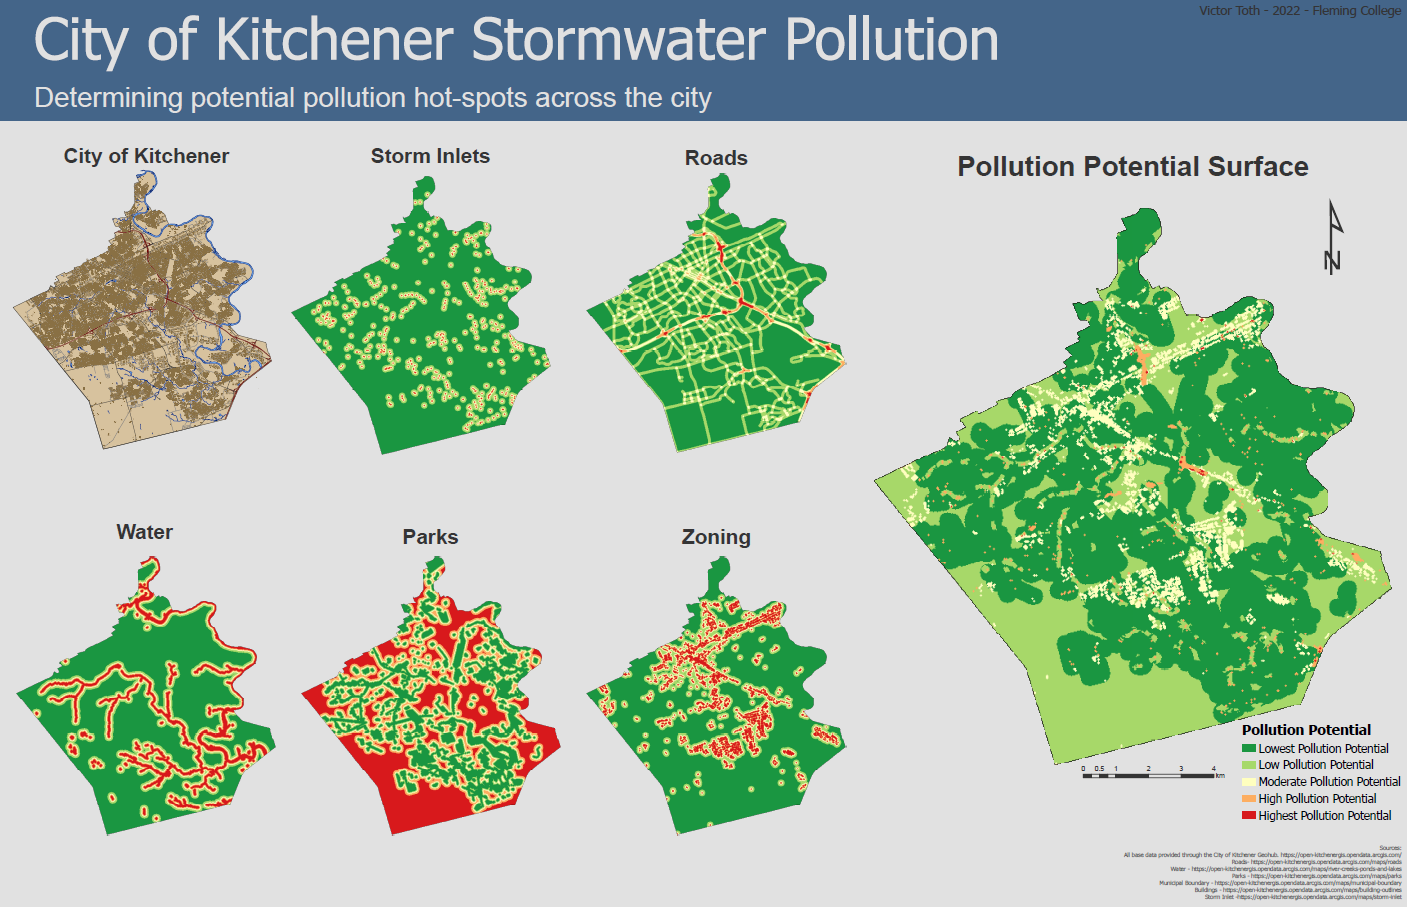 Victor Toth - 2022 - Fleming College
City of Kitchener Stormwater Pollution
Determining potential pollution hot-spots across the city
City of Kitchener
Storm Inlets
Roads
Pollution Potential Surface
N
Water
Parks
Zoning
Pollution Potential
Lowest Pollution Potential
Low Pollution Potential
Moderate Pollution Potential
High Pollution Potential
Highest Pollution Potential
0 0.5 1 2 3 4
km
Sources:
All base data provided through the City of Kitchener Geohub. https://open-kitchenergis.opendata.arcgis.com/
Roads- https://open-kitchenergis.opendata.arcgis.com/maps/roads
Water - https://open-kitchenergis.opendata.arcgis.com/maps/river-creeks-ponds-and-lakes
Parks - https://open-kitchenergis.opendata.arcgis.com/maps/parks
Municipal Boundary - https://open-kitchenergis.opendata.arcgis.com/maps/municipal-boundary
Buildings - https://open-kitchenergis.opendata.arcgis.com/maps/building-outlines
Storm Inlet -https://open-kitchenergis.opendata.arcgis.com/maps/storm-inlet